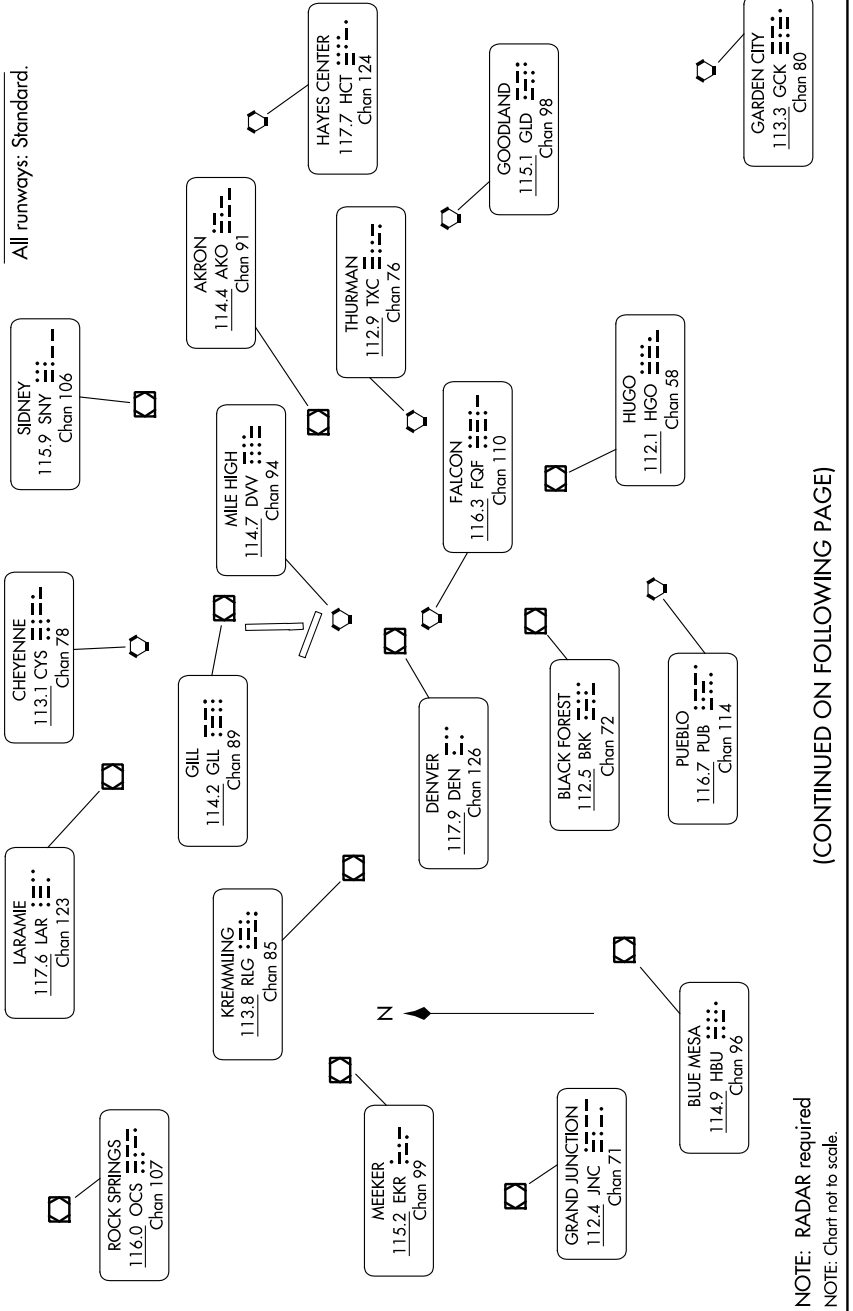 All runways: Standard.
SIDNEY
115.9 SNY
Chan 106
CHEYENNE
113.1 CYS
Chan 78
LARAMIE
117.6 LAR
Chan 123
ROCK SPRINGS
116.0 OCS
Chan 107
HAYES CENTER
117.7 HCT
Chan 124
AKRON
114.4 AKO
Chan 91
MILE HIGH
114.7 DVV
Chan 94
GILL
114.2 GLL
Chan 89
KREMMLING
113.8 RLG
Chan 85
THURMAN
112.9 TXC
Chan 76
GOODLAND
115.1 GLD
Chan 98
FALCON
116.3 FQF
Chan 110
DENVER
117.9 DEN
Chan 126
N
MEEKER
115.2 EKR
Chan 99
GRAND JUNCTION
112.4 JNC
Chan 71
BLACK FOREST
112.5 BRK
Chan 72
HUGO
112.1 HGO
Chan 58
PUEBLO
116.7 PUB
Chan 114
BLUE MESA
114.9 HBU
Chan 96
GARDEN CITY
113.3 GCK
Chan 80
NOTE: RADAR required
NOTE: Chart not to scale.
(CONTINUED ON FOLLOWING PAGE)